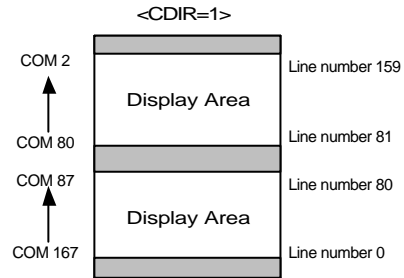 <CDIR=1>
COM 2
Line number 159
Display Area
COM 80
Line number 81
COM 87
Line number 80
Display Area
COM 167
Line number 0